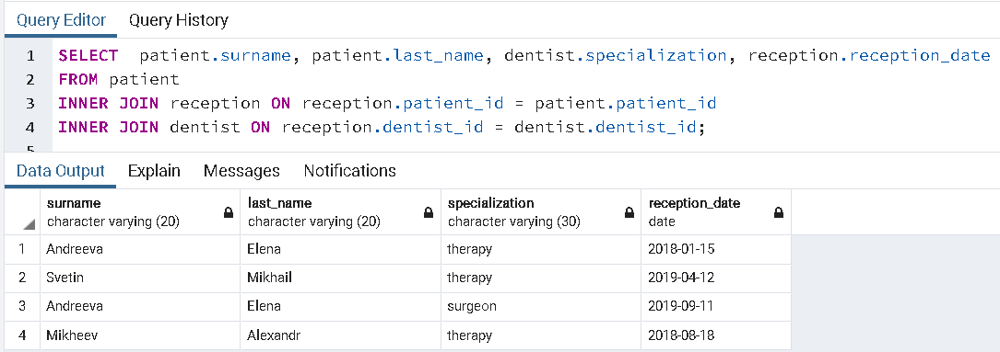 Query Editor Query History
1 SELECT patient.surname, patient.last_name, dentist.specialization, reception.reception_date
2 FROM patient
3 INNER JOIN reception ON reception.patient_id = patient.patient_id
4 INNER JOIN dentist ON reception.dentist_id = dentist.dentist_id;
5
Data Output Explain Messages Notifications
surname last_name specialization reception_date
character varying (20) character varying (20) character varying (30) date
1 Andreeva Elena therapy 2018-01-15
2 Svetin Mikhail therapy 2019-04-12
3 Andreeva Elena surgeon 2019-09-11
4 Mikheev Alexandr therapy 2018-08-18